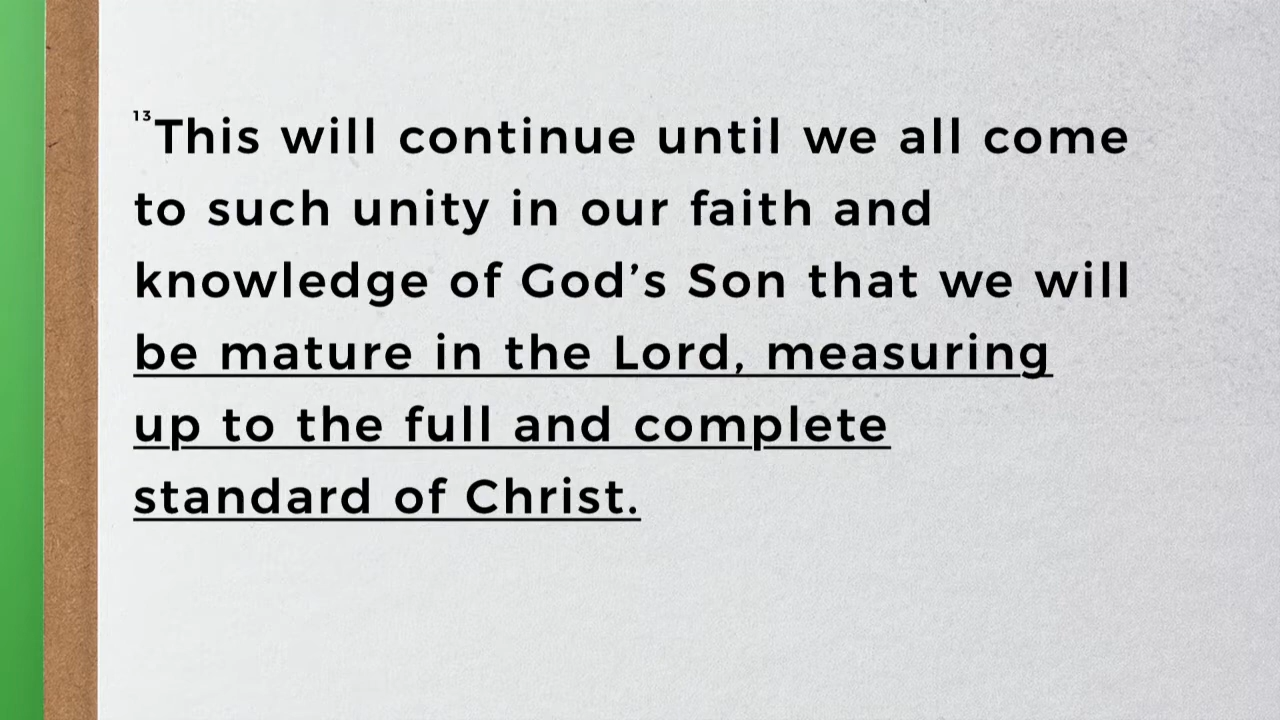 ¹³This will continue until we all come
to such unity in our faith and
knowledge of God’s Son that we will
be mature in the Lord, measuring
up to the full and complete
standard of Christ.